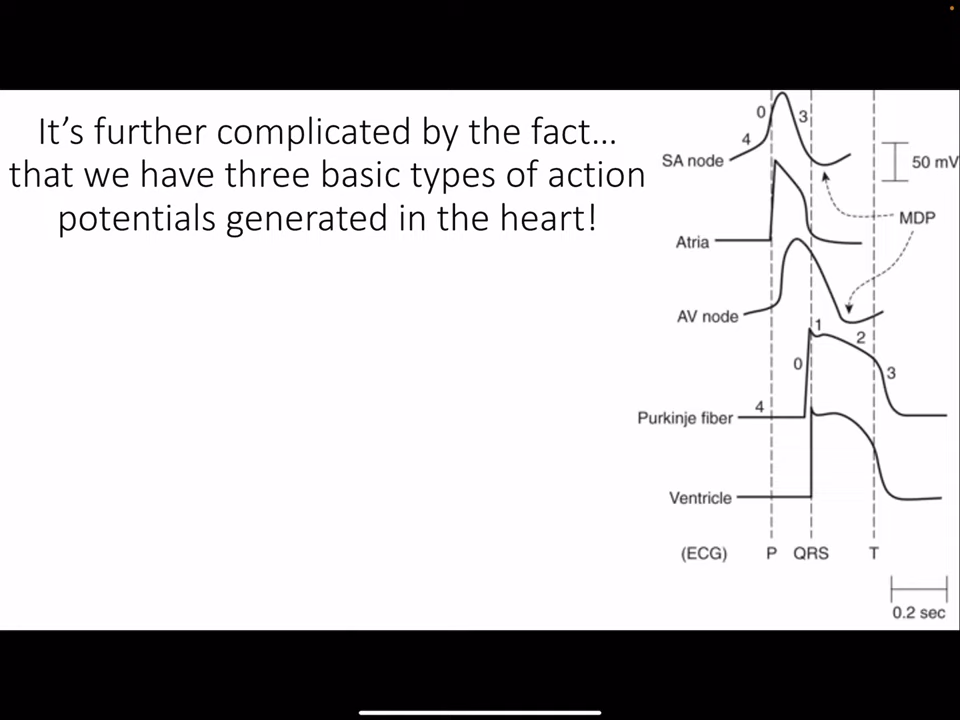 It's further complicated by the fact…
that we have three basic types of action
potentials generated in the heart!
0
3
4
SA node
50 mV
MDP
Atria
AV node
1
2
0
3
4
Purkinje fiber
Ventricle
(ECG) P QRS T
0.2 sec